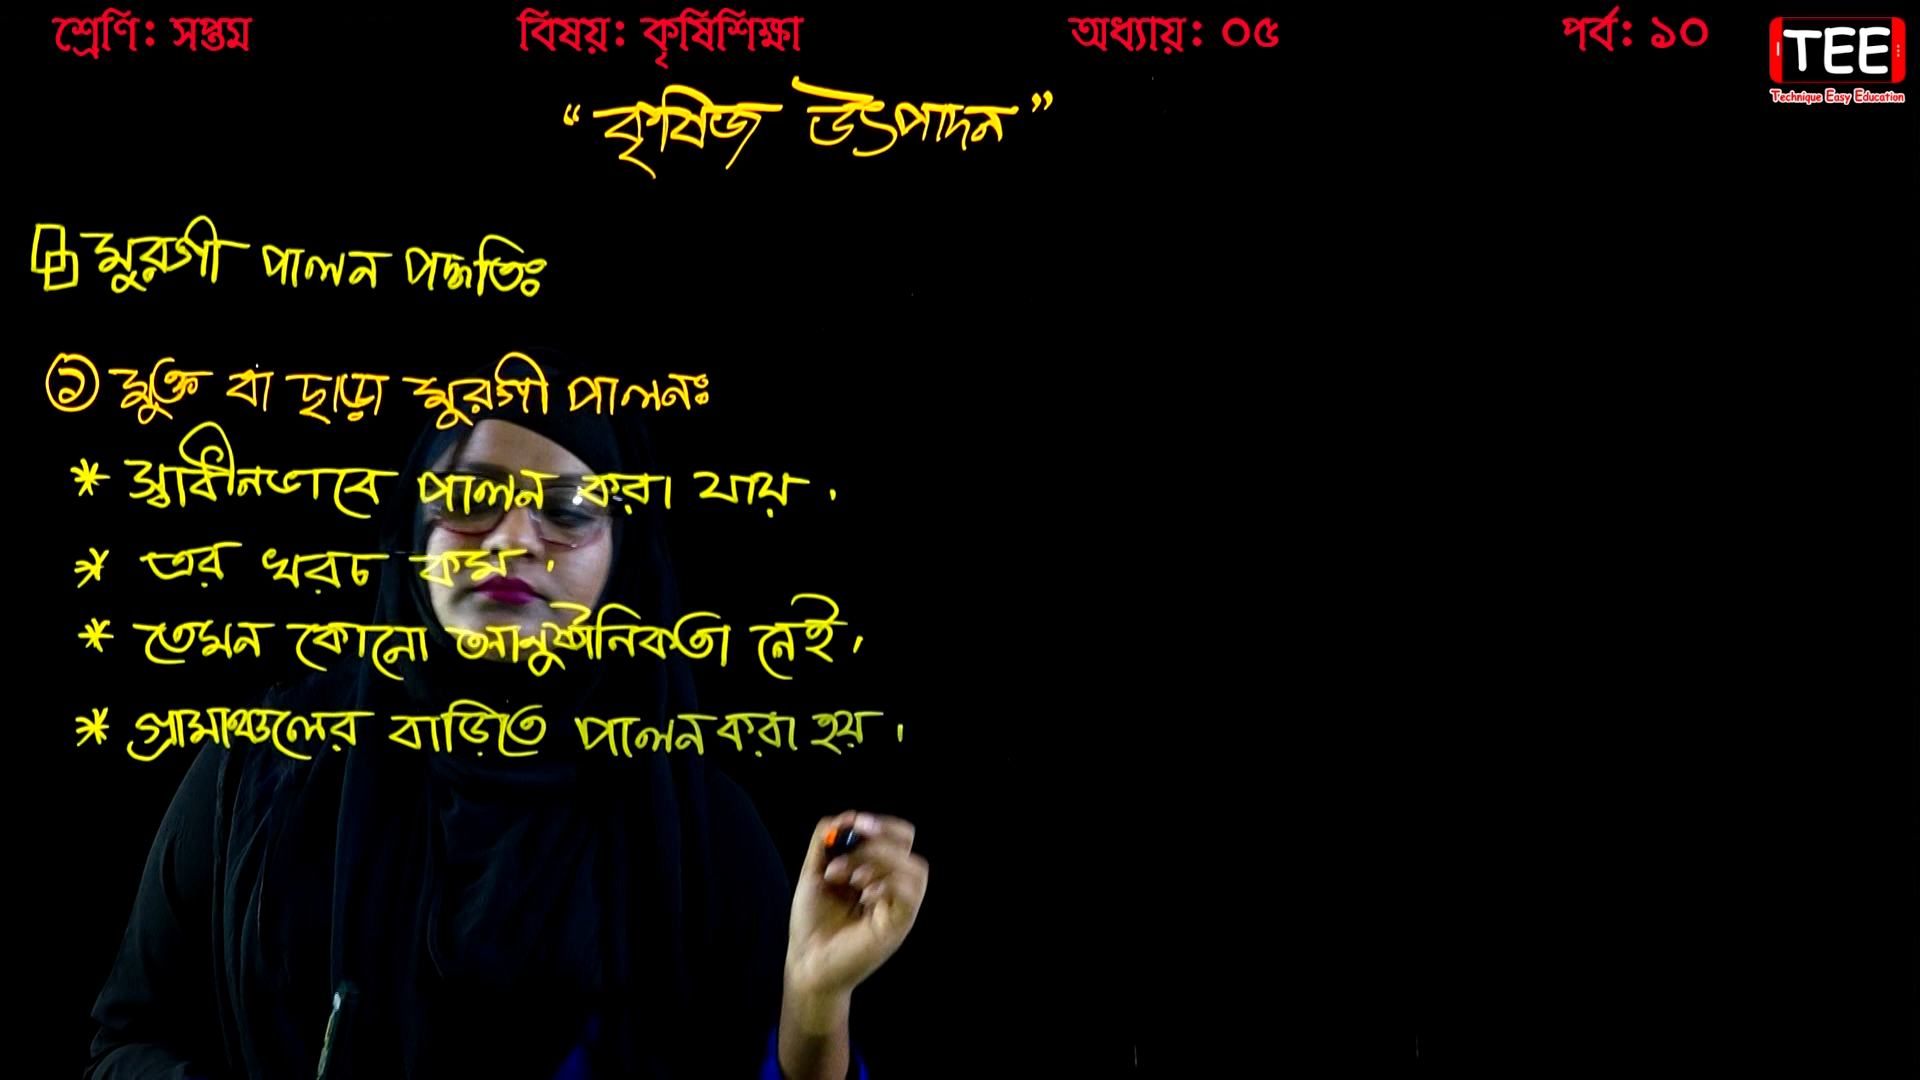 শ্রেণি: সপ্তম বিষয়: কৃষিশিক্ষা অধ্যায়: ০৫ পর্ব: ১০
TEE
Technique Easy Education
“কৃষিজ উৎপাদন”
মুরগী পালন পদ্ধতিঃ
১ মুক্ত বা ছাড়া মুরগী পালনঃ
* স্বাধীনভাবে পালন করা যায়।
* এর খরচ কম।
* তেমন কোনো আনুষ্ঠানিকতা নেই।
* গ্রামাঞ্চলের বাড়িতে পালন করা হয়।